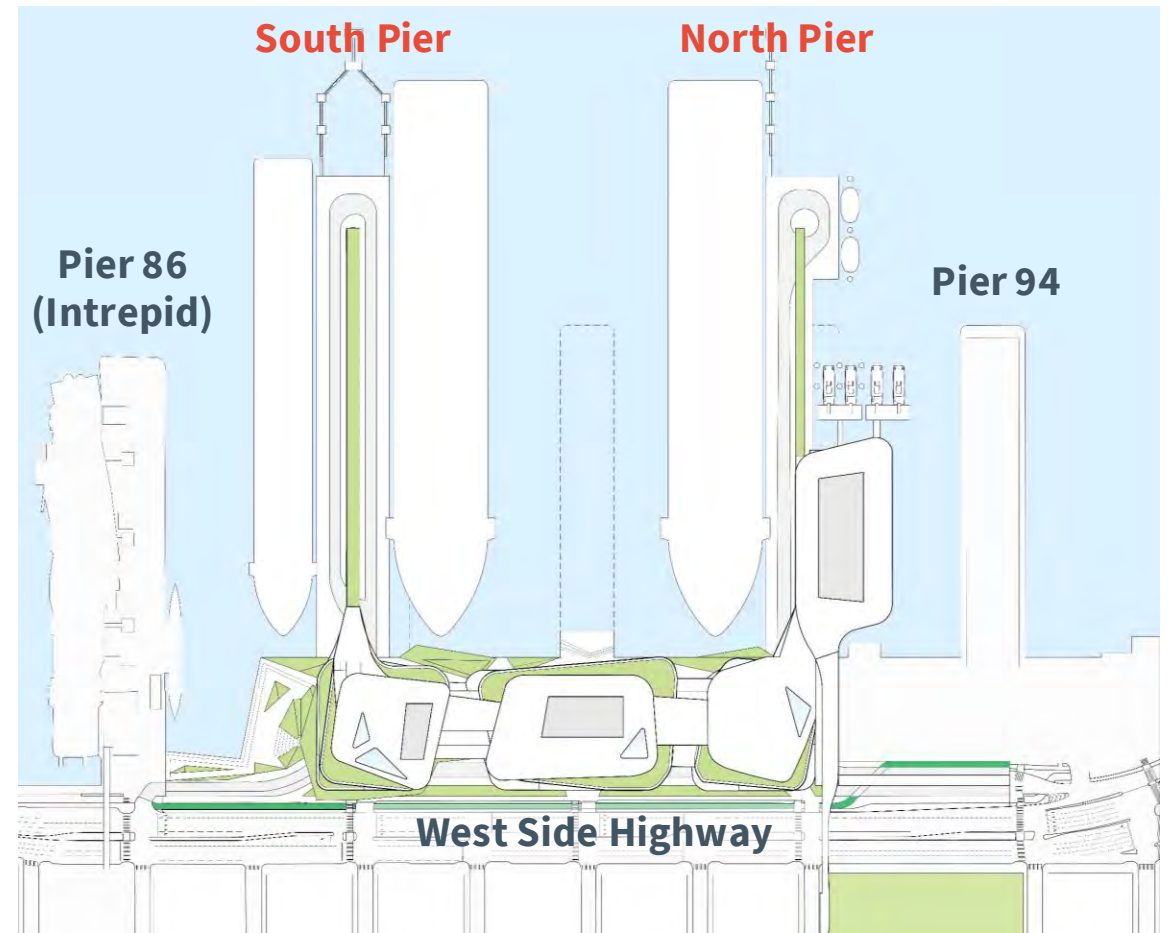 South Pier
North Pier
Pier 86
(Intrepid)
Pier 94
West Side Highway